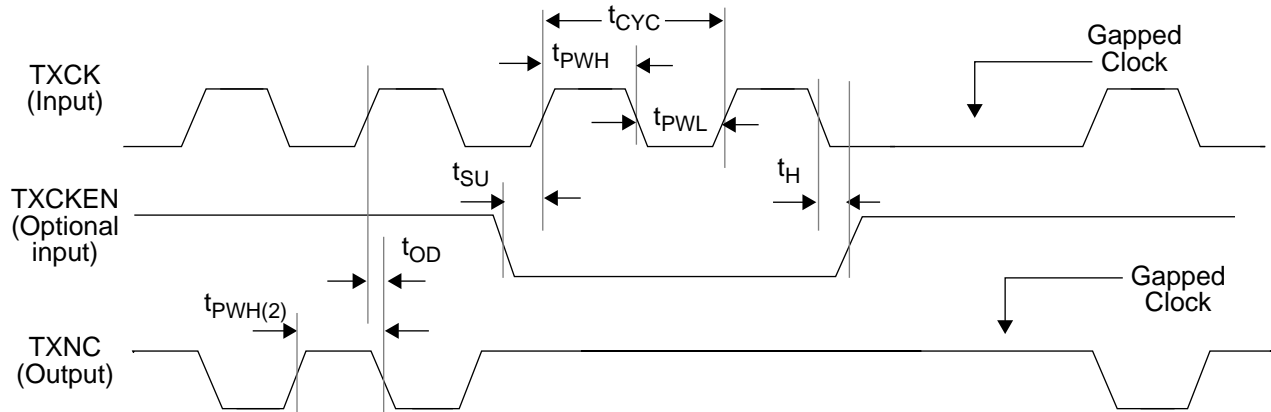 tCYC
tPWH
Gapped
Clock
TXCK
(Input)
tPWL
tSU
tH
TXCKEN
(Optional
input)
tOD
Gapped
Clock
tPWH(2)
TXNC
(Output)